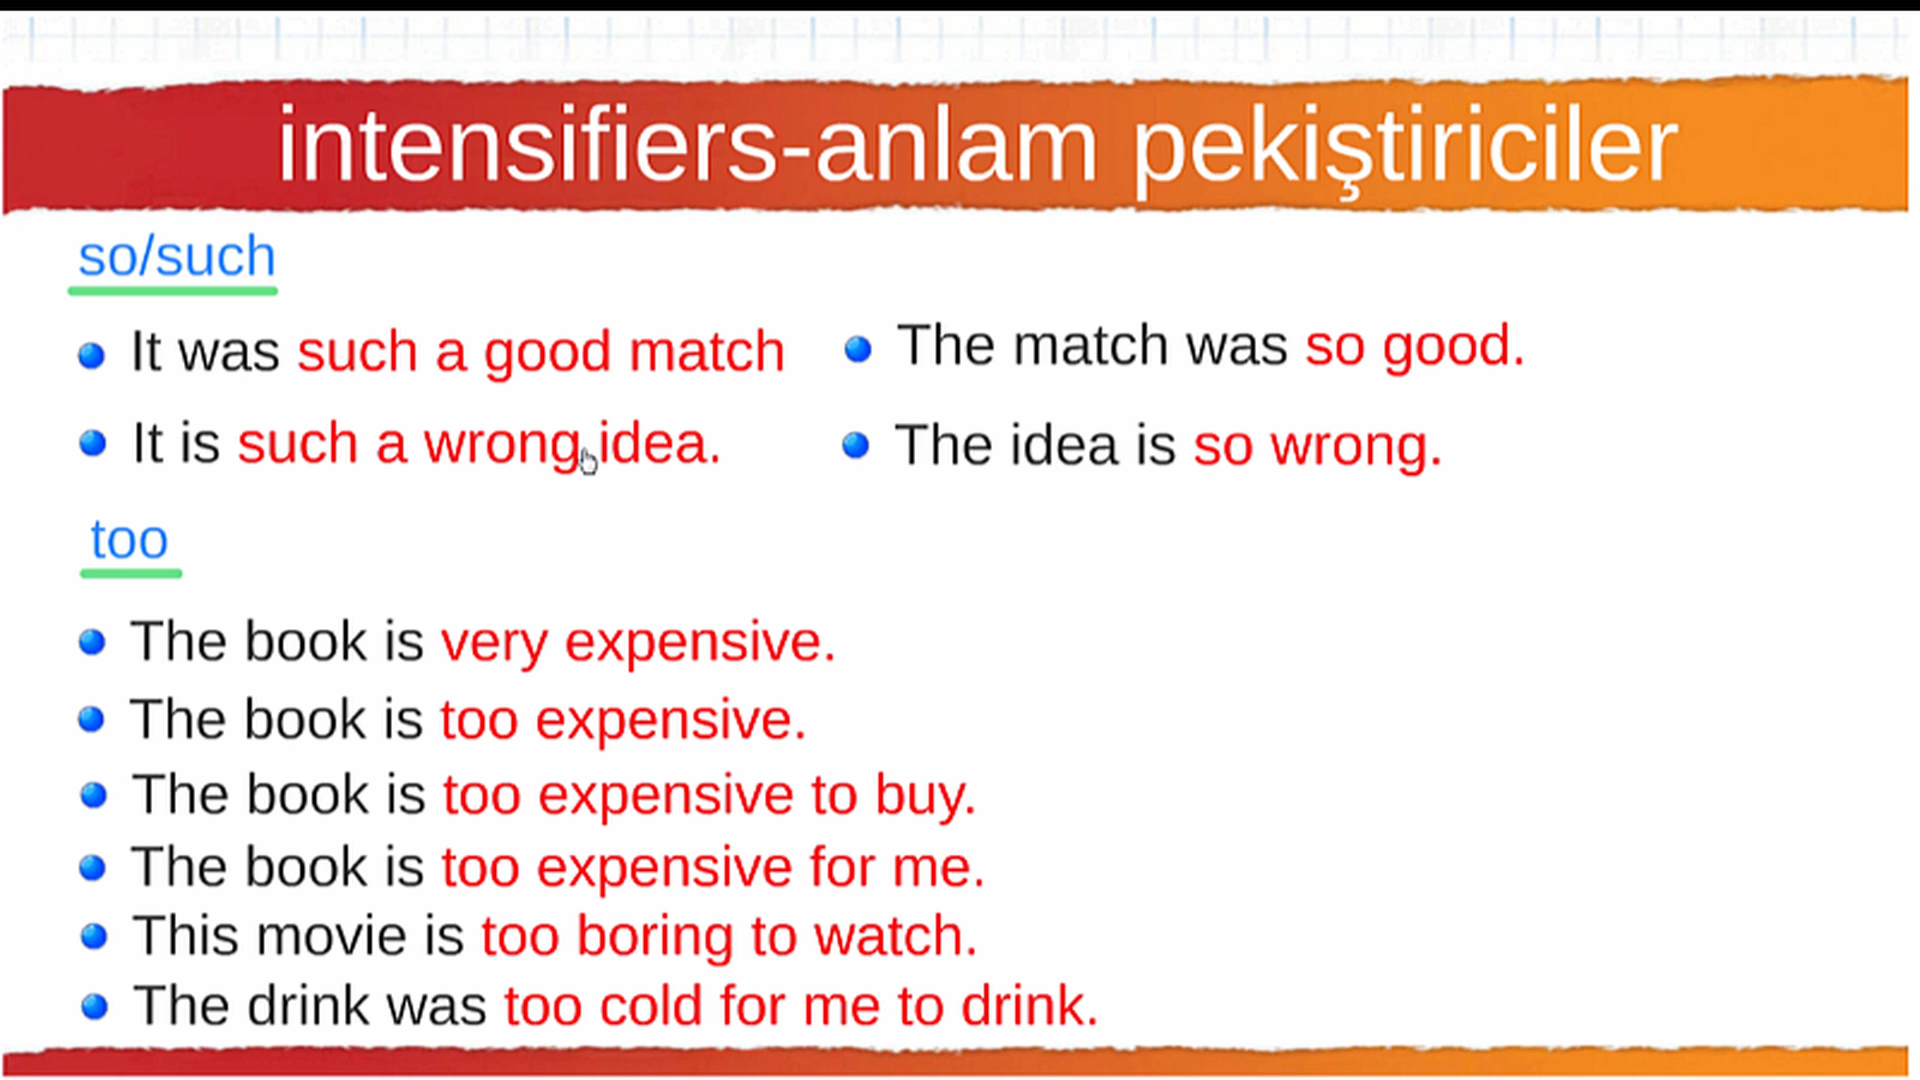 intensifiers-anlam pekiştiriciler
so/such
It was such a good match
The match was so good.
It is such a wrong idea.
The idea is so wrong.
too
The book is very expensive.
The book is too expensive.
The book is too expensive to buy.
The book is too expensive for me.
This movie is too boring to watch.
The drink was too cold for me to drink.